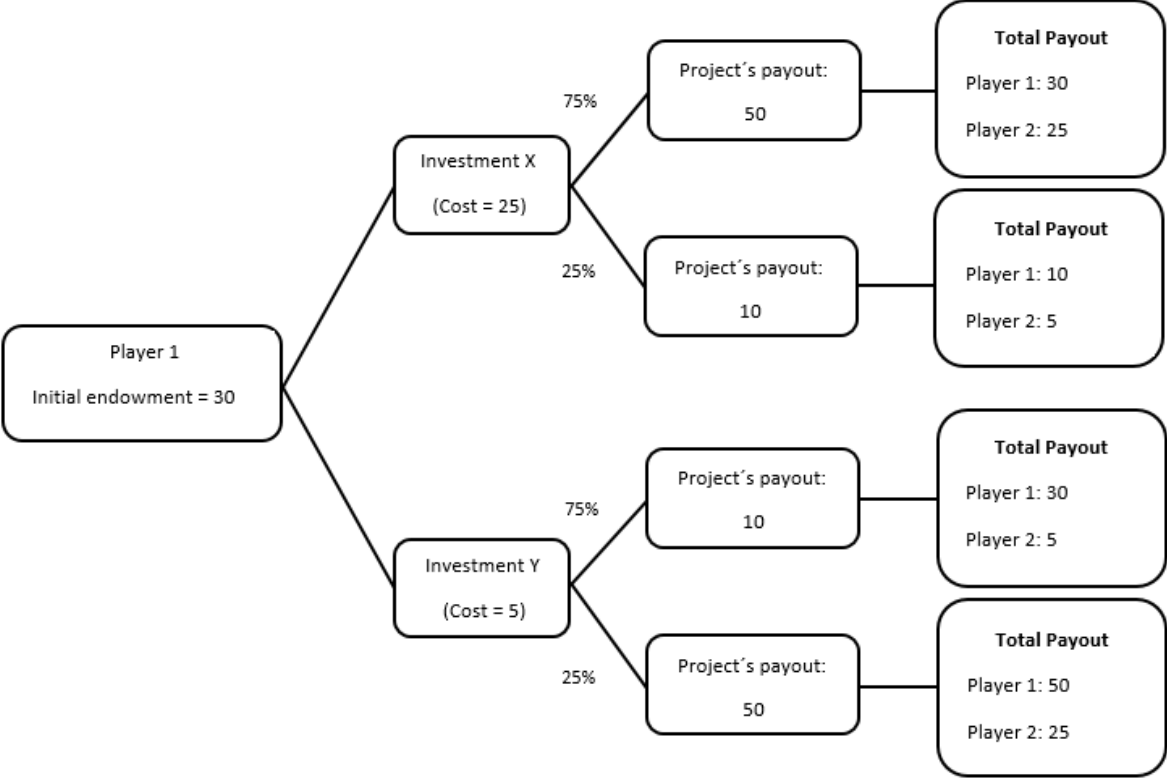 Player 1
Initial endowment = 30
Investment X
(Cost = 25)
75%
25%
Project´s payout:
50
Total Payout
Player 1: 30
Player 2: 25
Project´s payout:
10
Total Payout
Player 1: 10
Player 2: 5
Investment Y
(Cost = 5)
75%
25%
Project´s payout:
10
Total Payout
Player 1: 30
Player 2: 5
Project´s payout:
50
Total Payout
Player 1: 50
Player 2: 25